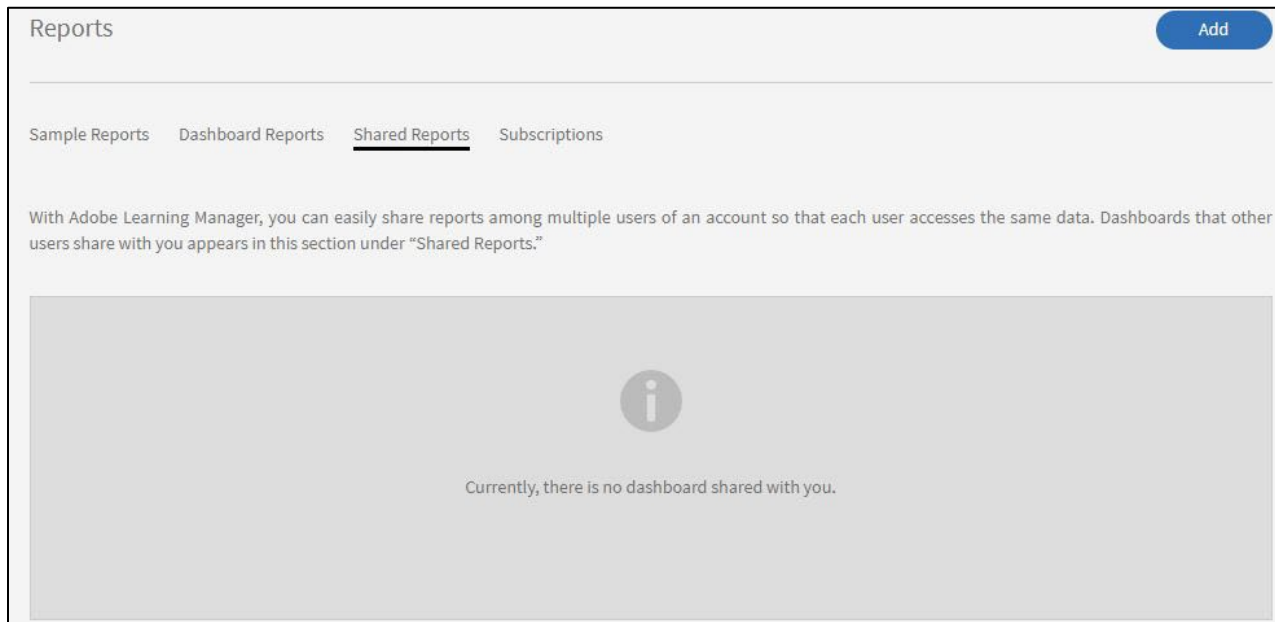 Reports
Add
Sample Reports Dashboard Reports Shared Reports Subscriptions
With Adobe Learning Manager, you can easily share reports among multiple users of an account so that each user accesses the same data. Dashboards that other
users share with you appears in this section under “Shared Reports.”
Currently, there is no dashboard shared with you.